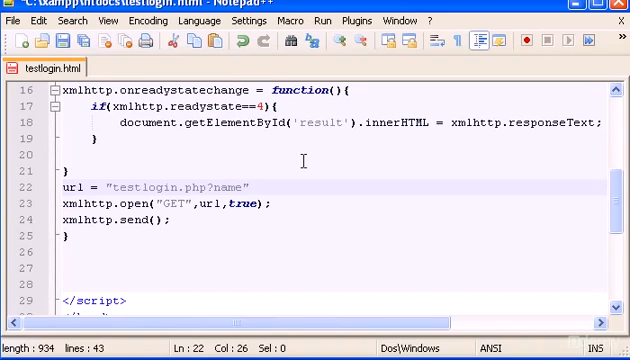 *C:\xampp\htdocs\testlogin.html - Notepad++
File Edit Search View Encoding Language Settings Macro Run Plugins Window ? X
testlogin.html
16 xmlhttp.onreadystatechange = function(){
17 if(xmlhttp.readystate==4){
18 document.getElementById('result').innerHTML = xmlhttp.responseText;
19 }
20
21 }
22 url = "testlogin.php?name"
23 xmlhttp.open("GET",url,true);
24 xmlhttp.send();
25 }
26
27
28
29 </script>
length : 934 lines : 43 Ln : 22 Col : 26 Sel : 0 Dos\Windows ANSI INS